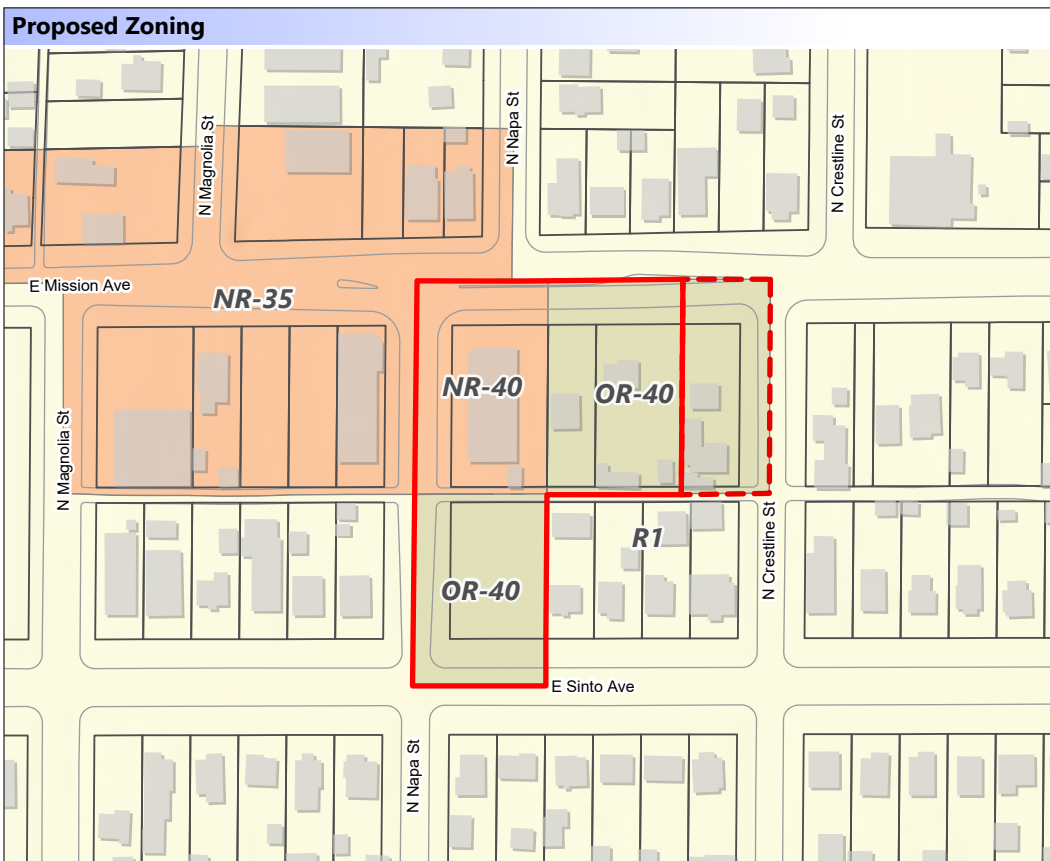 Proposed Zoning
N Magnolia St
N Napa St
N Crestline St
E Mission Ave
NR-35
NR-40
OR-40
N Magnolia St
N Crestline St
R1
OR-40
E Sinto Ave
N Napa St